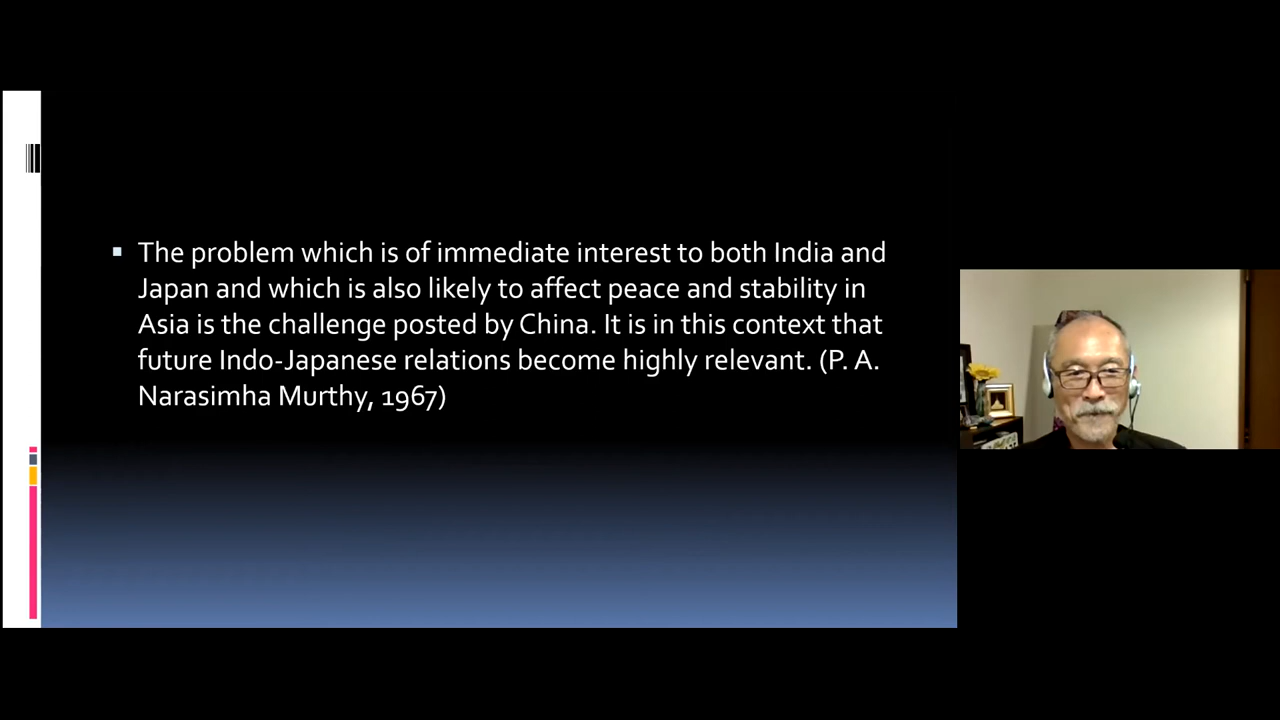 The problem which is of immediate interest to both India and
Japan and which is also likely to affect peace and stability in
Asia is the challenge posted by China. It is in this context that
future Indo-Japanese relations become highly relevant. (P. A.
Narasimha Murthy, 1967)